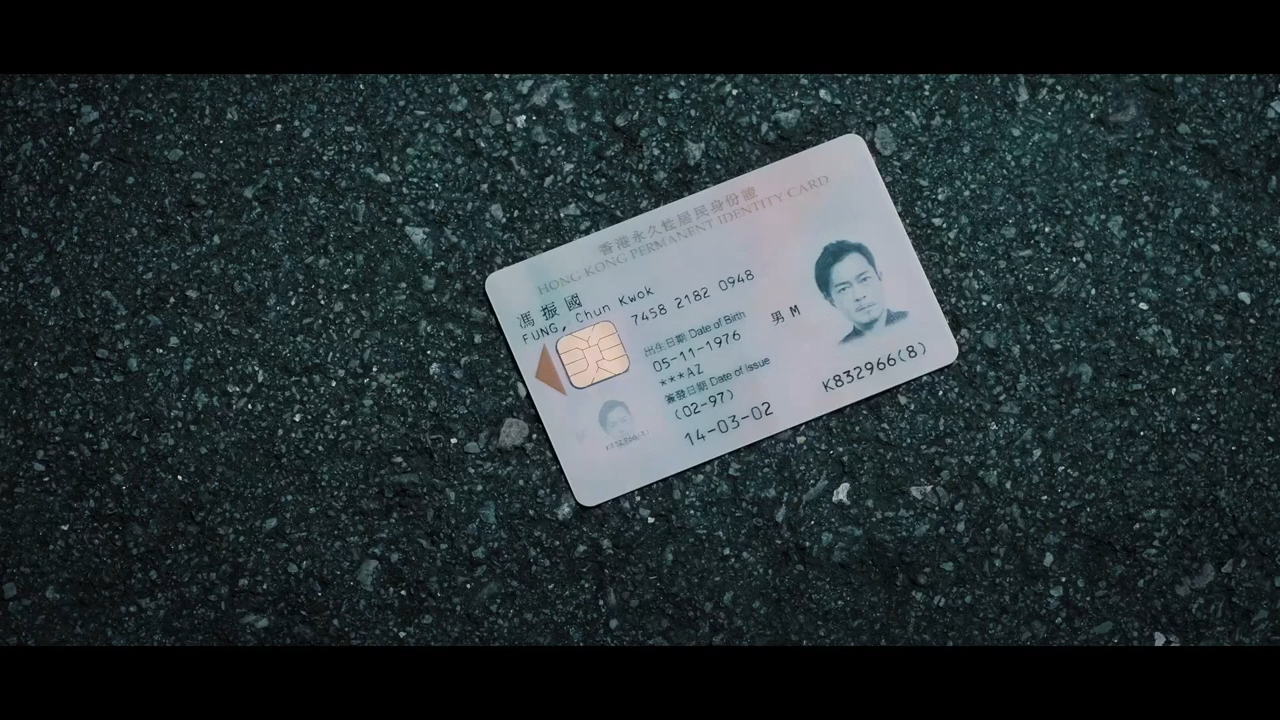 香港永久性居民身份證
HONG KONG PERMANENT IDENTITY CARD
馮振國
FUNG, Chun Kwok
7458 2182 0948
出生日期 Date of Birth
05-11-1976
男 M
***AZ
簽發日期 Date of Issue
(02-97)
14-03-02
K832966(8)